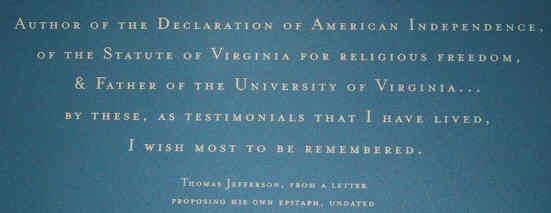 Author of the Declaration of American Independence,
of the Statute of Virginia for religious freedom,
& Father of the University of Virginia...
by these, as testimonials that I have lived,
I wish most to be remembered.
Thomas Jefferson, from a letter
proposing his own epitaph, undated